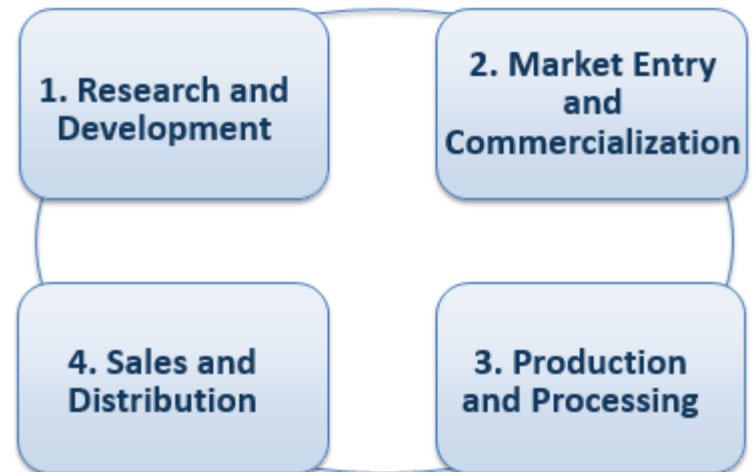 1. Research and
Development
2. Market Entry
and
Commercialization
3. Production
and Processing
4. Sales and
Distribution